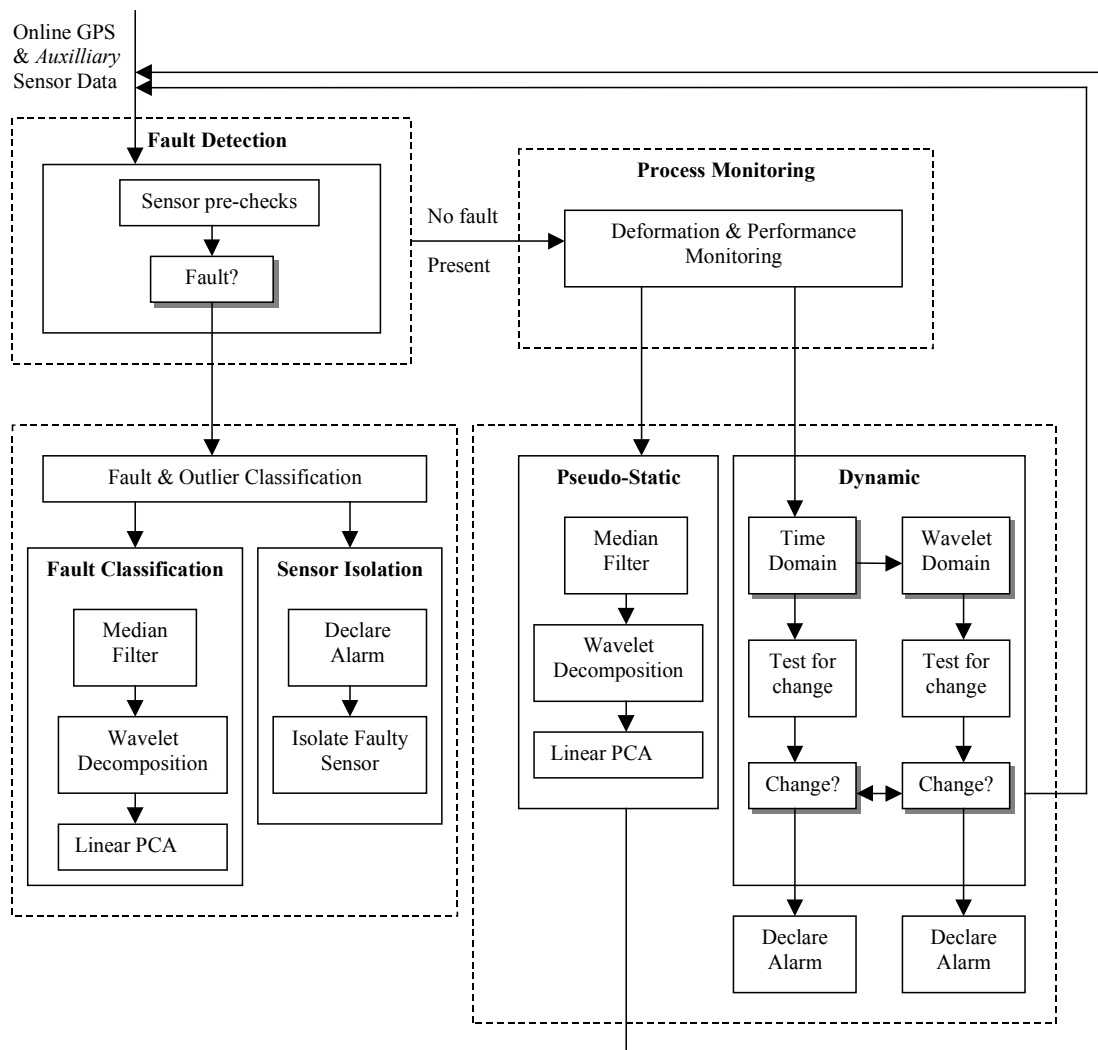 Online GPS
& Auxilliary
Sensor Data
Fault Detection
Sensor pre-checks
Fault?
No fault
Present
Process Monitoring
Deformation & Performance
Monitoring
Fault & Outlier Classification
Fault Classification
Median
Filter
Wavelet
Decomposition
Linear PCA
Sensor Isolation
Declare
Alarm
Isolate Faulty
Sensor
Pseudo-Static
Median
Filter
Wavelet
Decomposition
Linear PCA
Dynamic
Time
Domain
Wavelet
Domain
Test for
change
Test for
change
Change?
Change?
Declare
Alarm
Declare
Alarm